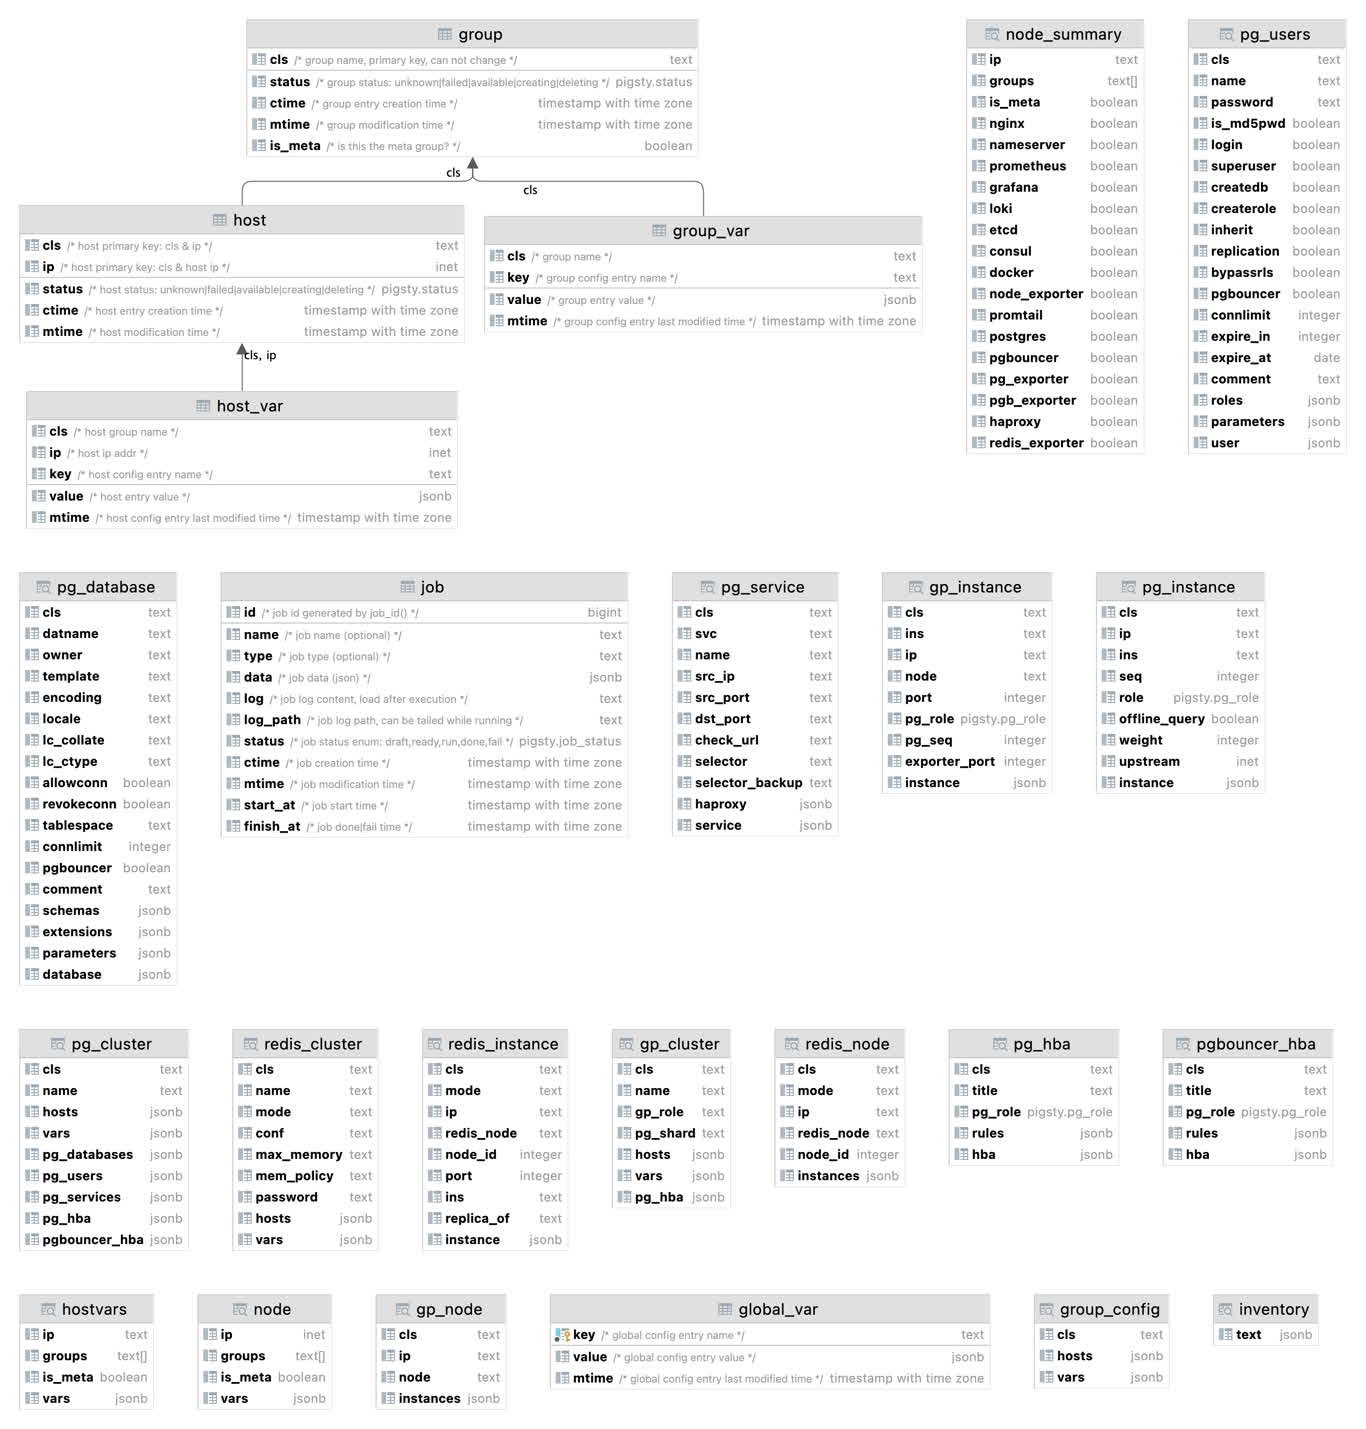 group
cls /* group name, primary key, can not change */ text
status /* group status: unknown|failed|available|creating|deleting */ pigsty.status
ctime /* group entry creation time */ timestamp with time zone
mtime /* group modification time */ timestamp with time zone
is_meta /* is this the meta group? */ boolean
cls
cls
host
cls /* host primary key: cls & ip */ text
ip /* host primary key: cls & host ip */ inet
status /* host status: unknown|failed|available|creating|deleting */ pigsty.status
ctime /* host entry creation time */ timestamp with time zone
mtime /* host modification time */ timestamp with time zone
group_var
cls /* group name */ text
key /* group config entry name */ text
value /* group entry value */ jsonb
mtime /* group config entry last modified time */ timestamp with time zone
cls, ip
host_var
cls /* host group name */ text
ip /* host ip addr */ inet
key /* host config entry name */ text
value /* host entry value */ jsonb
mtime /* host config entry last modified time */ timestamp with time zone
node_summary
ip text
groups text[]
is_meta boolean
nginx boolean
nameserver boolean
prometheus boolean
grafana boolean
loki boolean
etcd boolean
consul boolean
docker boolean
node_exporter boolean
promtail boolean
postgres boolean
pgbouncer boolean
pg_exporter boolean
pgb_exporter boolean
haproxy boolean
redis_exporter boolean
pg_users
cls text
name text
password text
is_md5pwd boolean
login boolean
superuser boolean
createdb boolean
createrole boolean
inherit boolean
replication boolean
bypassrls boolean
pgbouncer boolean
connlimit integer
expire_in integer
expire_at date
comment text
roles jsonb
parameters jsonb
user jsonb
pg_database
cls text
datname text
owner text
template text
encoding text
locale text
lc_collate text
lc_ctype text
allowconn boolean
revokeconn boolean
tablespace text
connlimit integer
pgbouncer boolean
comment text
schemas jsonb
extensions jsonb
parameters jsonb
database jsonb
job
id /* job id generated by job_id() */ bigint
name /* job name (optional) */ text
type /* job type (optional) */ text
data /* job data (json) */ jsonb
log /* job log content, load after execution */ text
log_path /* job log path, can be tailed while running */ text
status /* job status enum: draft,ready,run,done,fail */ pigsty.job_status
ctime /* job creation time */ timestamp with time zone
mtime /* job modification time */ timestamp with time zone
start_at /* job start time */ timestamp with time zone
finish_at /* job done|fail time */ timestamp with time zone
pg_service
cls text
svc text
name text
src_ip text
src_port text
dst_port text
check_url text
selector text
selector_backup text
haproxy jsonb
service jsonb
gp_instance
cls text
ins text
ip text
node text
port integer
pg_role pigsty.pg_role
pg_seq integer
exporter_port integer
instance jsonb
pg_instance
cls text
ip text
ins text
seq integer
role pigsty.pg_role
offline_query boolean
weight integer
upstream inet
instance jsonb
pg_cluster
cls text
name text
hosts jsonb
vars jsonb
pg_databases jsonb
pg_users jsonb
pg_services jsonb
pg_hba jsonb
pgbouncer_hba jsonb
redis_cluster
cls text
name text
mode text
conf text
max_memory text
mem_policy text
password text
hosts jsonb
vars jsonb
redis_instance
cls text
mode text
ip text
redis_node text
node_id integer
port integer
ins text
replica_of text
instance jsonb
gp_cluster
cls text
name text
gp_role text
pg_shard text
hosts jsonb
vars jsonb
pg_hba jsonb
redis_node
cls text
mode text
ip text
redis_node text
node_id integer
instances jsonb
pg_hba
cls text
title text
pg_role pigsty.pg_role
rules jsonb
hba jsonb
pgbouncer_hba
cls text
title text
pg_role pigsty.pg_role
rules jsonb
hba jsonb
hostvars
ip text
groups text[]
is_meta boolean
vars jsonb
node
ip inet
groups text[]
is_meta boolean
vars jsonb
gp_node
cls text
ip text
node text
instances jsonb
global_var
key /* global config entry name */ text
value /* global config entry value */ jsonb
mtime /* global config entry last modified time */ timestamp with time zone
group_config
cls text
hosts jsonb
vars jsonb
inventory
text jsonb